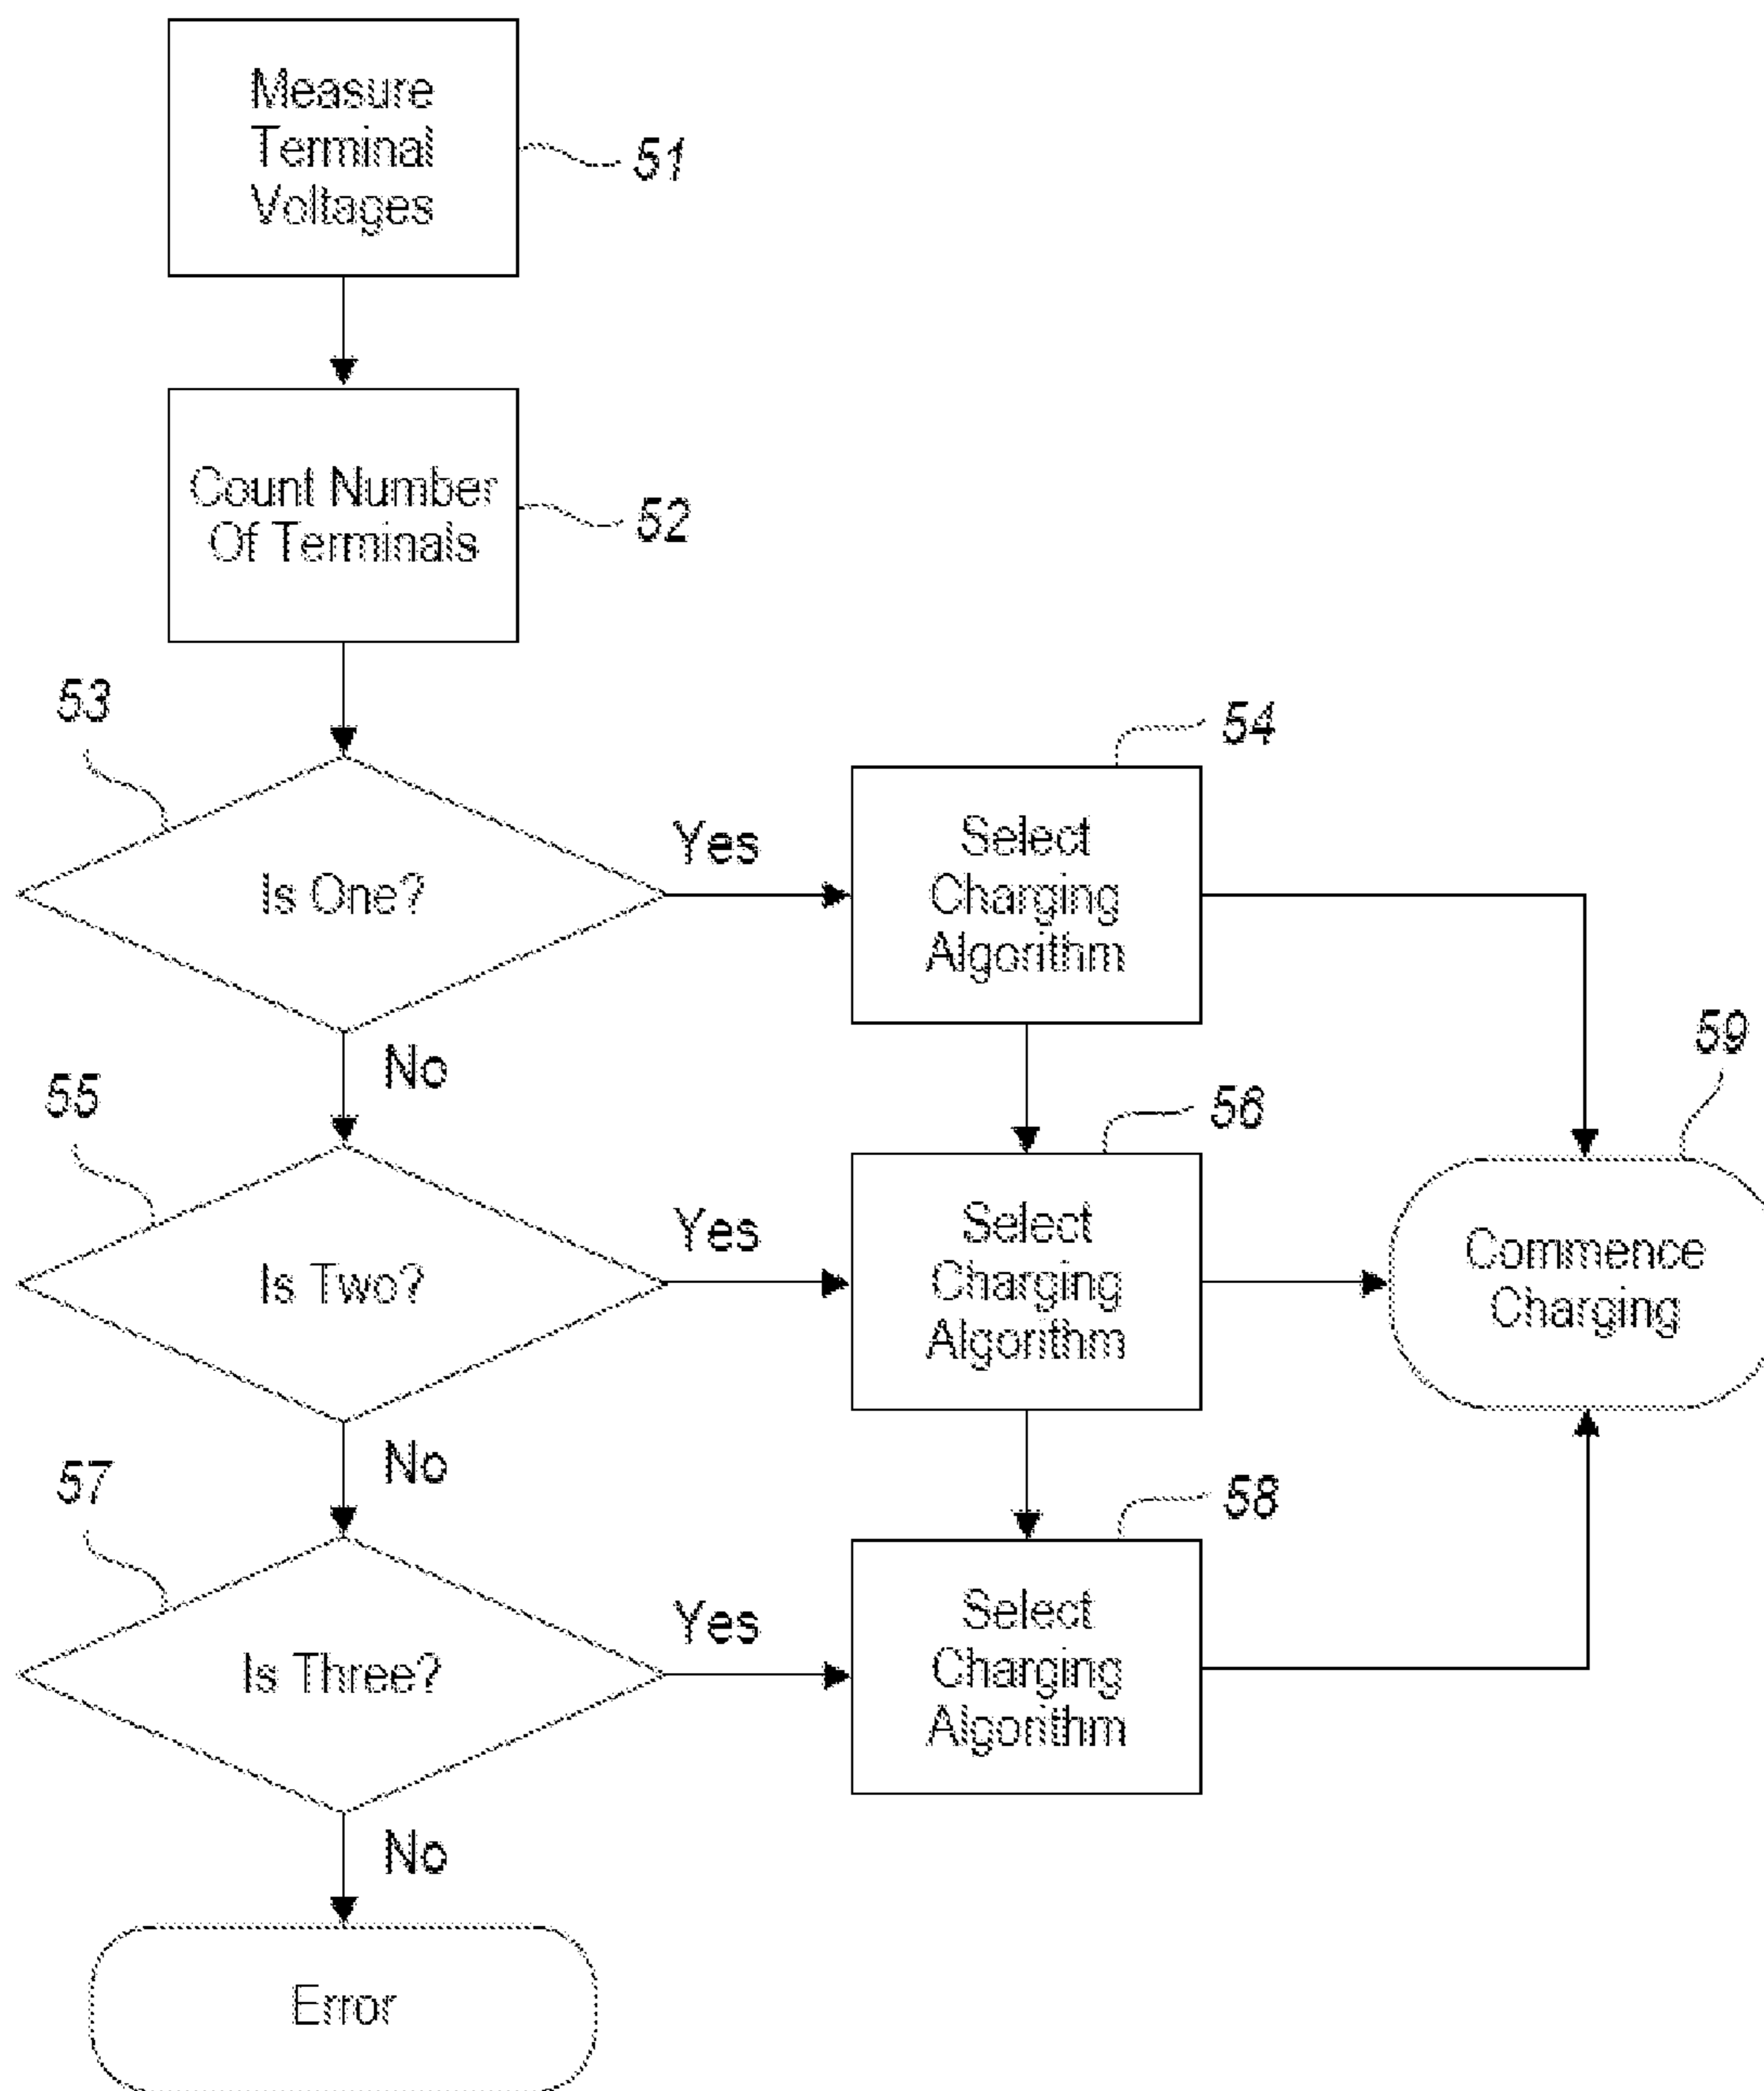 Measure
Terminal
Voltages
51
Count Number
Of Terminals
52
53
Is One?
Yes
54
Select
Charging
Algorithm
No
55
Is Two?
Yes
56
Select
Charging
Algorithm
59
Commence
Charging
No
57
Is Three?
Yes
58
Select
Charging
Algorithm
No
Error